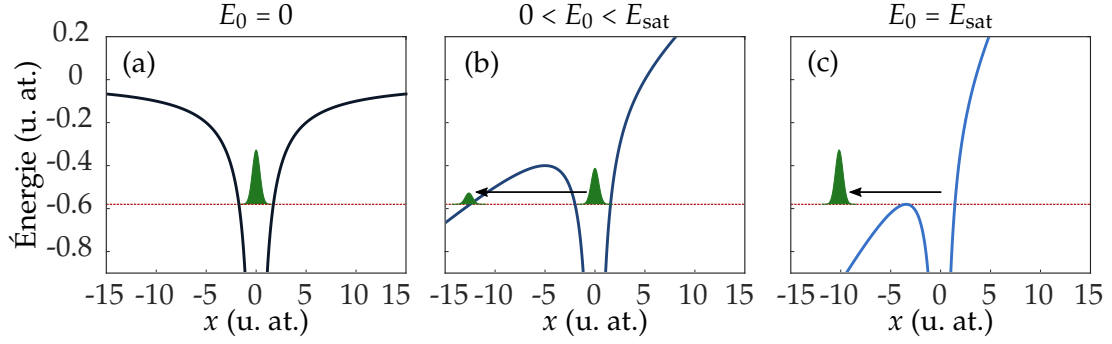 E₀ = 0
0 < E₀ < Eₛₐₜ
E₀ = Eₛₐₜ
Énergie (u. at.)
0.2
0
-0.2
-0.4
-0.6
-0.8
(a)
(b)
(c)
-15 -10 -5 0 5 10 15
-15 -10 -5 0 5 10 15
-15 -10 -5 0 5 10 15
x (u. at.)
x (u. at.)
x (u. at.)